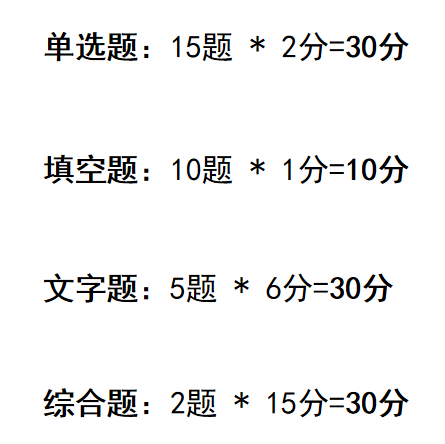 单选题：15题 * 2分=30分
填空题：10题 * 1分=10分
文字题：5题 * 6分=30分
综合题：2题 * 15分=30分